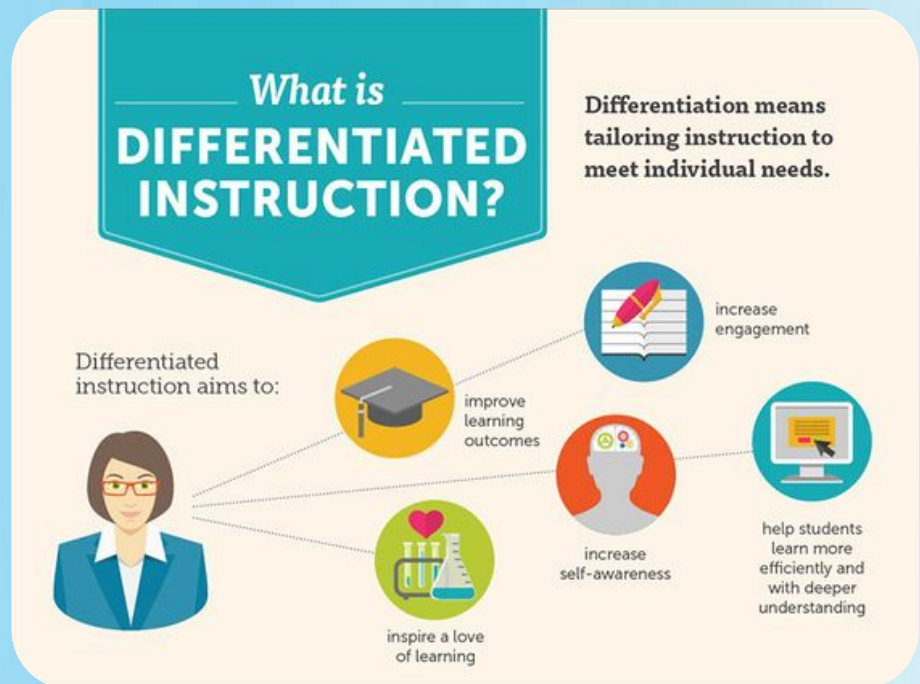 What is
DIFFERENTIATED
INSTRUCTION?
Differentiation means
tailoring instruction to
meet individual needs.
Differentiated
instruction aims to:
improve
learning
outcomes
increase
engagement
inspire a love
of learning
increase
self-awareness
help students
learn more
efficiently and
with deeper
understanding